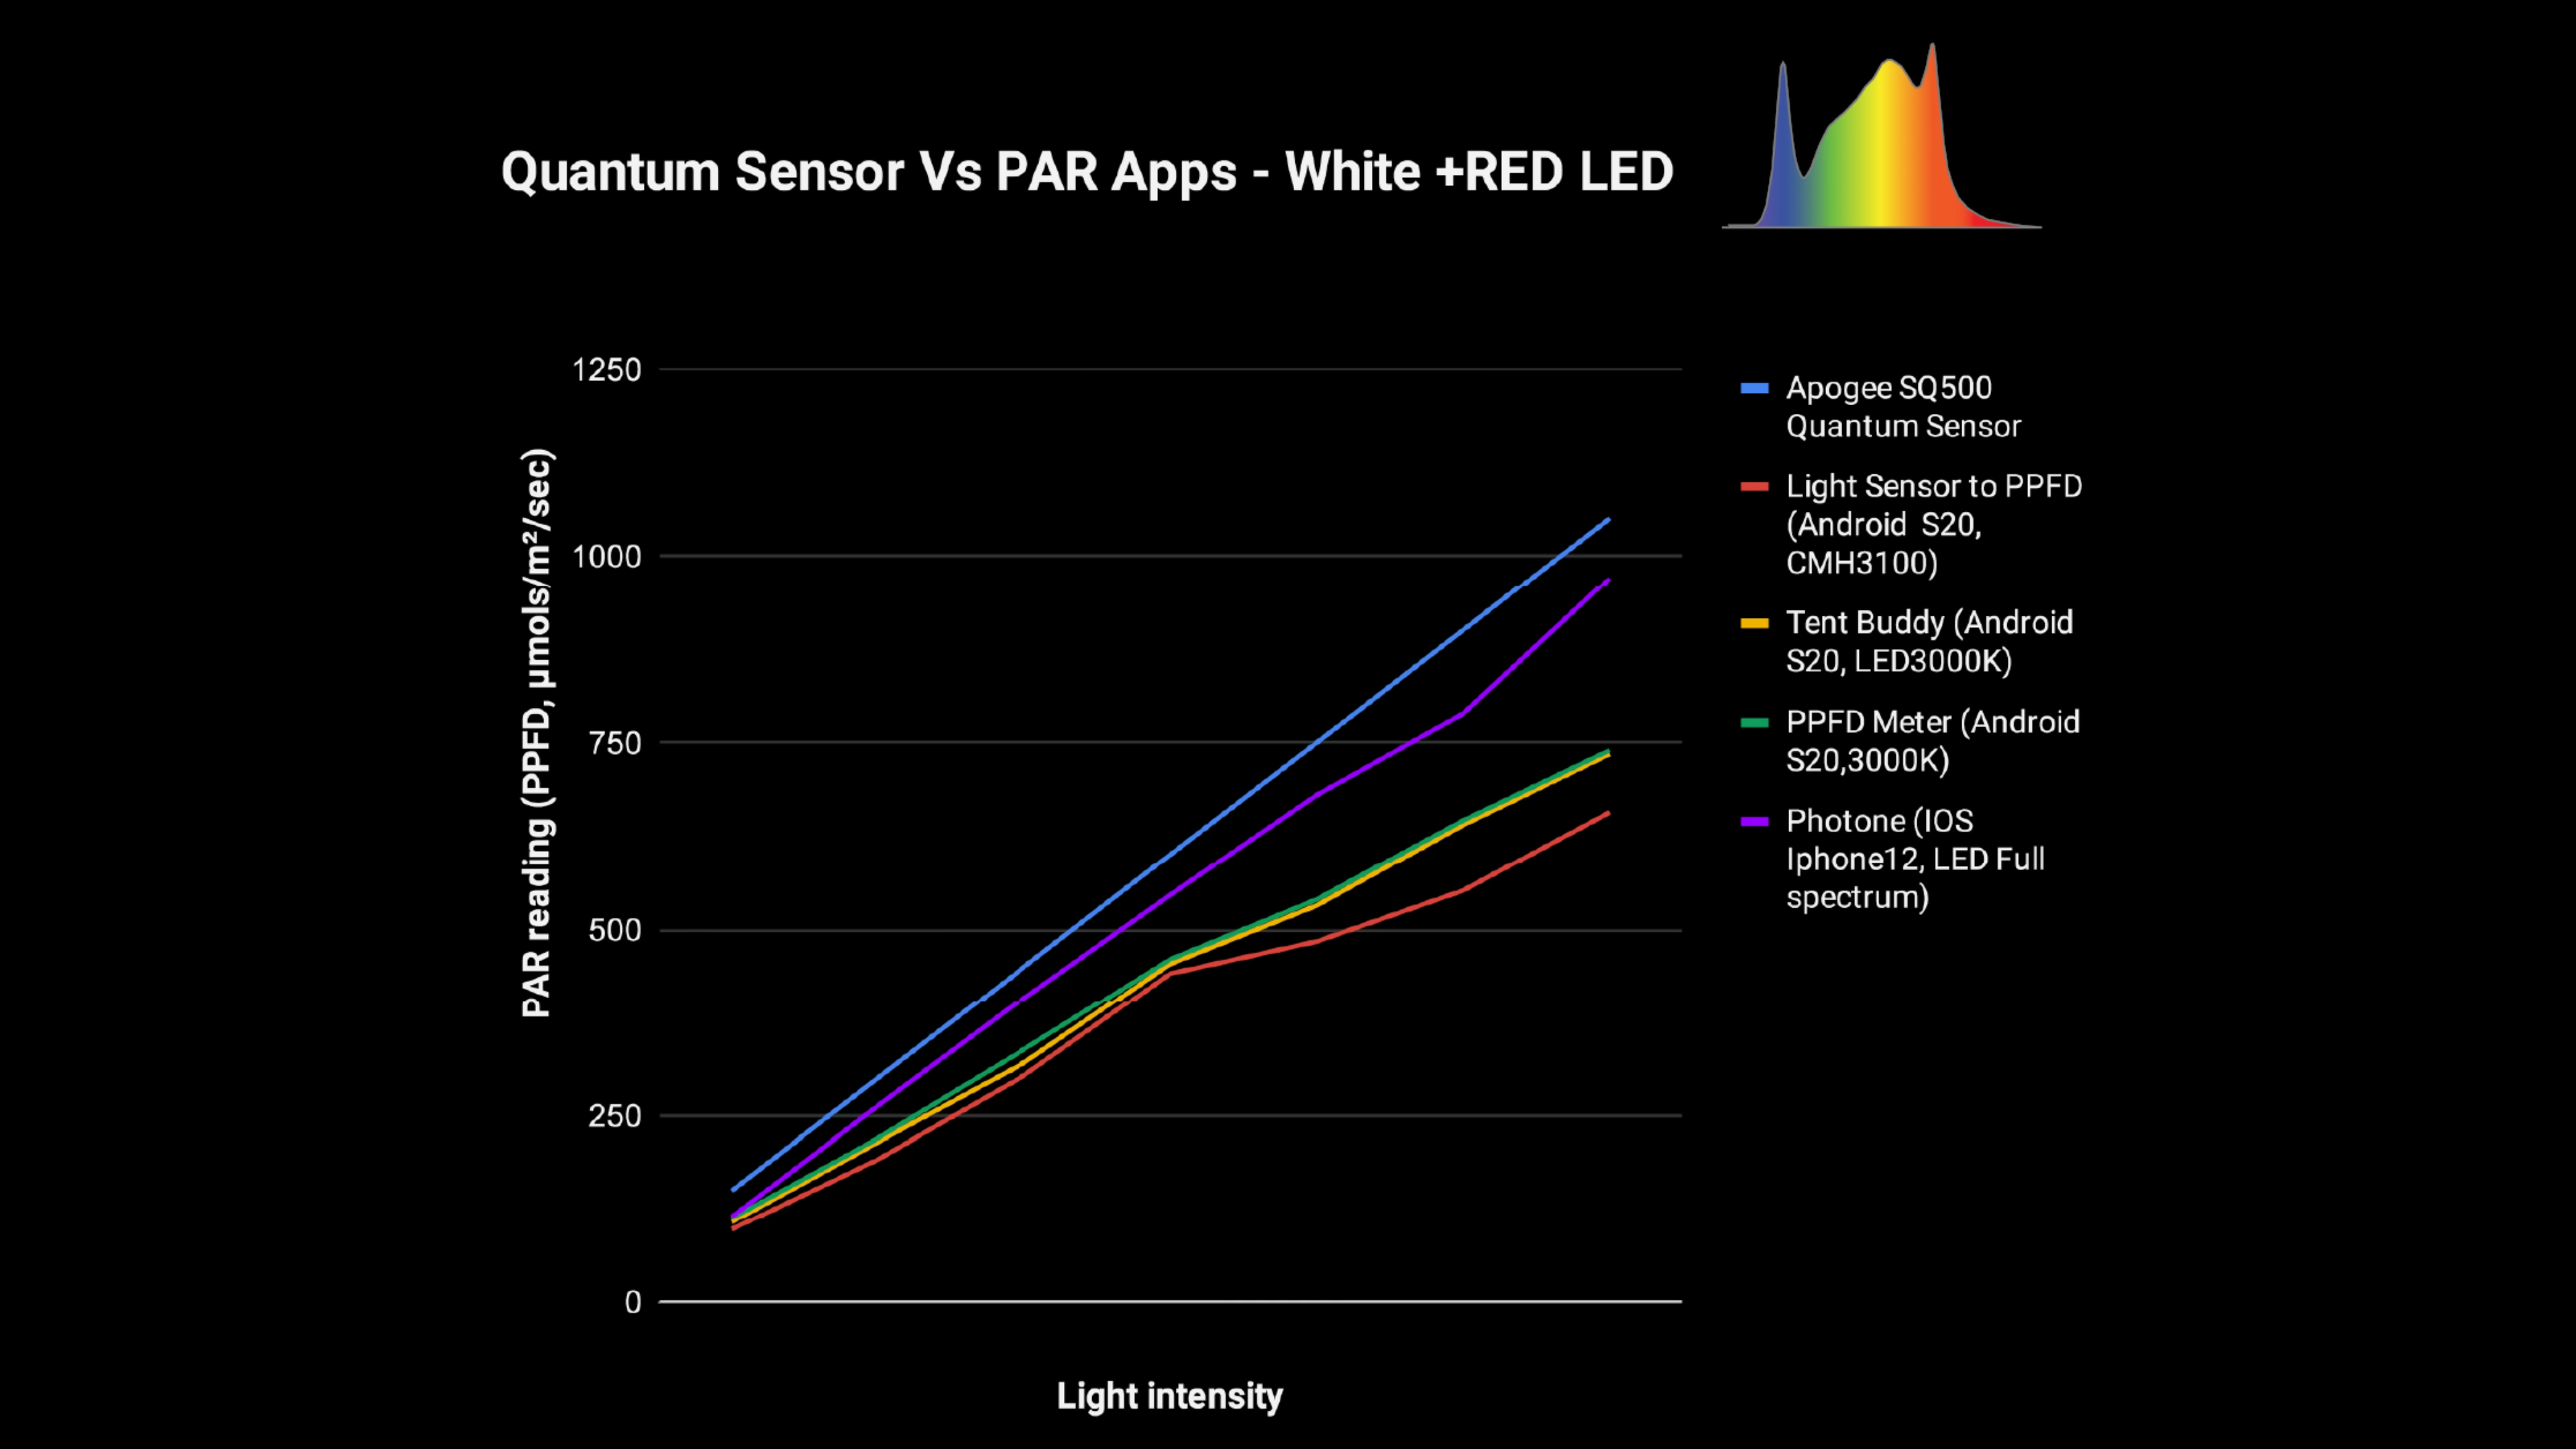 Quantum Sensor Vs PAR Apps - White +RED LED
PAR reading (PPFD, µmols/m²/sec)
1250
1000
750
500
250
0
Light intensity
Apogee SQ500
Quantum Sensor
Light Sensor to PPFD
(Android S20,
CMH3100)
Tent Buddy (Android
S20, LED3000K)
PPFD Meter (Android
S20,3000K)
Photone (IOS
Iphone12, LED Full
spectrum)